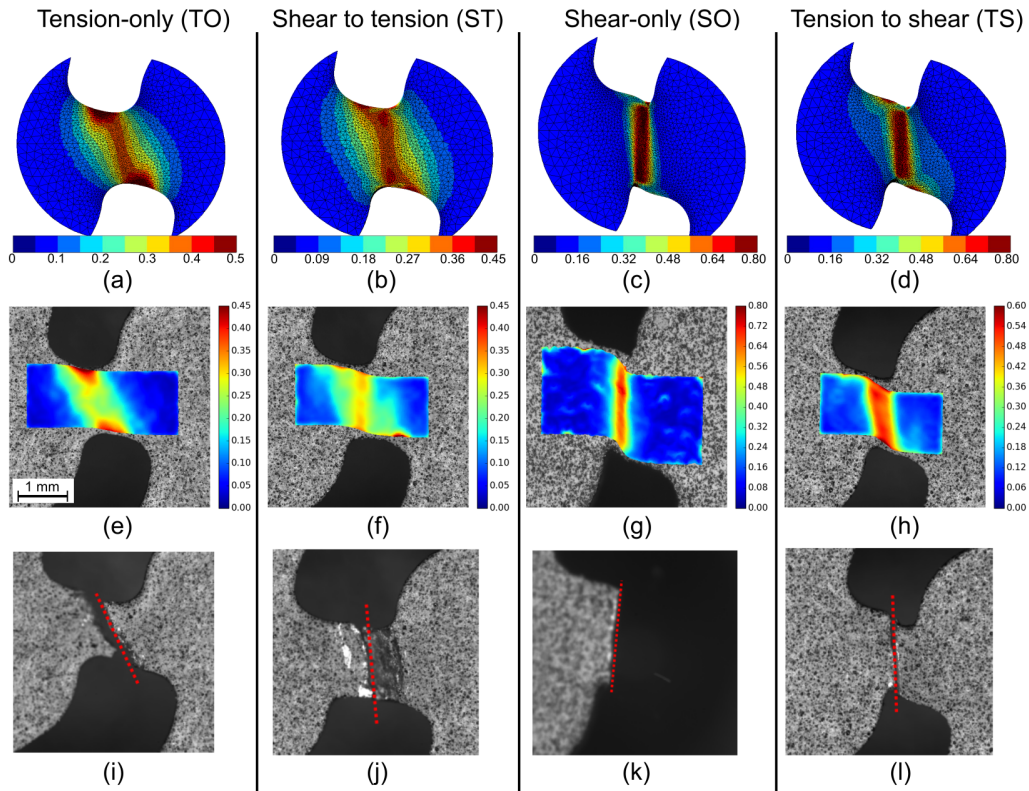 Tension-only (TO)
Shear to tension (ST)
Shear-only (SO)
Tension to shear (TS)
0 0.1 0.2 0.3 0.4 0.5
0 0.09 0.18 0.27 0.36 0.45
0 0.16 0.32 0.48 0.64 0.80
0 0.16 0.32 0.48 0.64 0.80
(a)
(b)
(c)
(d)
0.45
0.40
0.35
0.30
0.25
0.20
0.15
0.10
0.05
0.00
0.45
0.40
0.35
0.30
0.25
0.20
0.15
0.10
0.05
0.00
0.80
0.72
0.64
0.56
0.48
0.40
0.32
0.24
0.16
0.08
0.00
0.60
0.54
0.48
0.42
0.36
0.30
0.24
0.18
0.12
0.06
0.00
1 mm
(e)
(f)
(g)
(h)
(i)
(j)
(k)
(l)